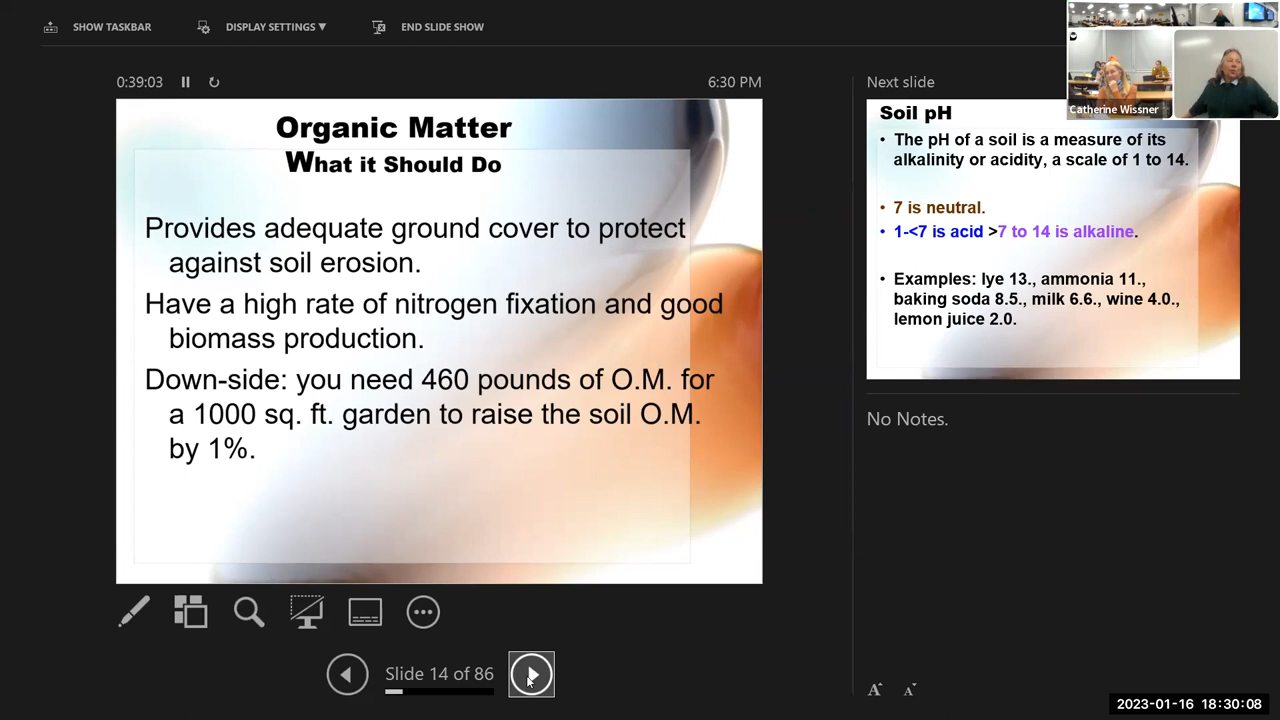 SHOW TASKBAR
DISPLAY SETTINGS ▼
END SLIDE SHOW
0:39:03
6:30 PM
Organic Matter
What it Should Do
Provides adequate ground cover to protect
against soil erosion.
Have a high rate of nitrogen fixation and good
biomass production.
Down-side: you need 460 pounds of O.M. for
a 1000 sq. ft. garden to raise the soil O.M.
by 1%.
Slide 14 of 86
Next slide
Catherine Wissner
Soil pH
• The pH of a soil is a measure of its
alkalinity or acidity, a scale of 1 to 14.
• 7 is neutral.
• 1-<7 is acid >7 to 14 is alkaline.
• Examples: lye 13., ammonia 11.,
baking soda 8.5., milk 6.6., wine 4.0.,
lemon juice 2.0.
No Notes.
A A
2023-01-16 18:30:08